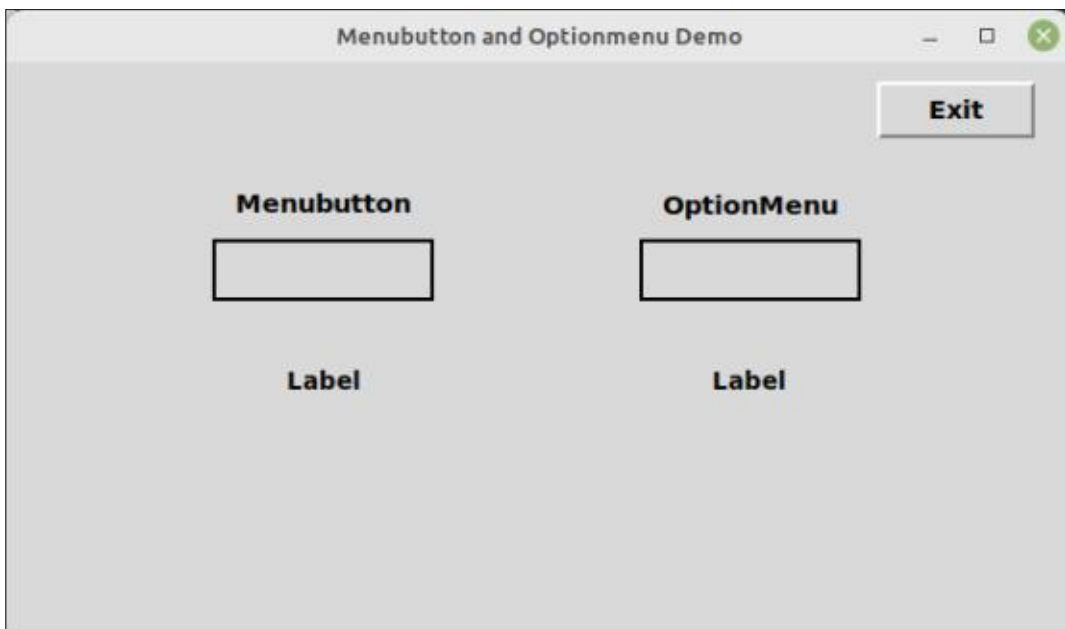 Menubutton and Optionmenu Demo
Exit
Menubutton
OptionMenu
Label
Label